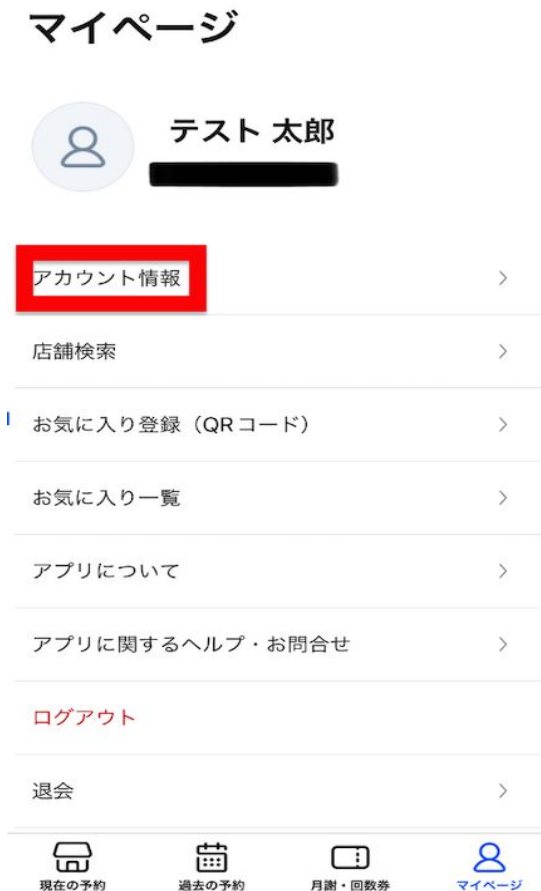 マイページ
テスト 太郎
アカウント情報
店舗検索
お気に入り登録（QRコード）
お気に入り一覧
アプリについて
アプリに関するヘルプ・お問合せ
ログアウト
退会
現在の予約
過去の予約
月謝・回数券
マイページ